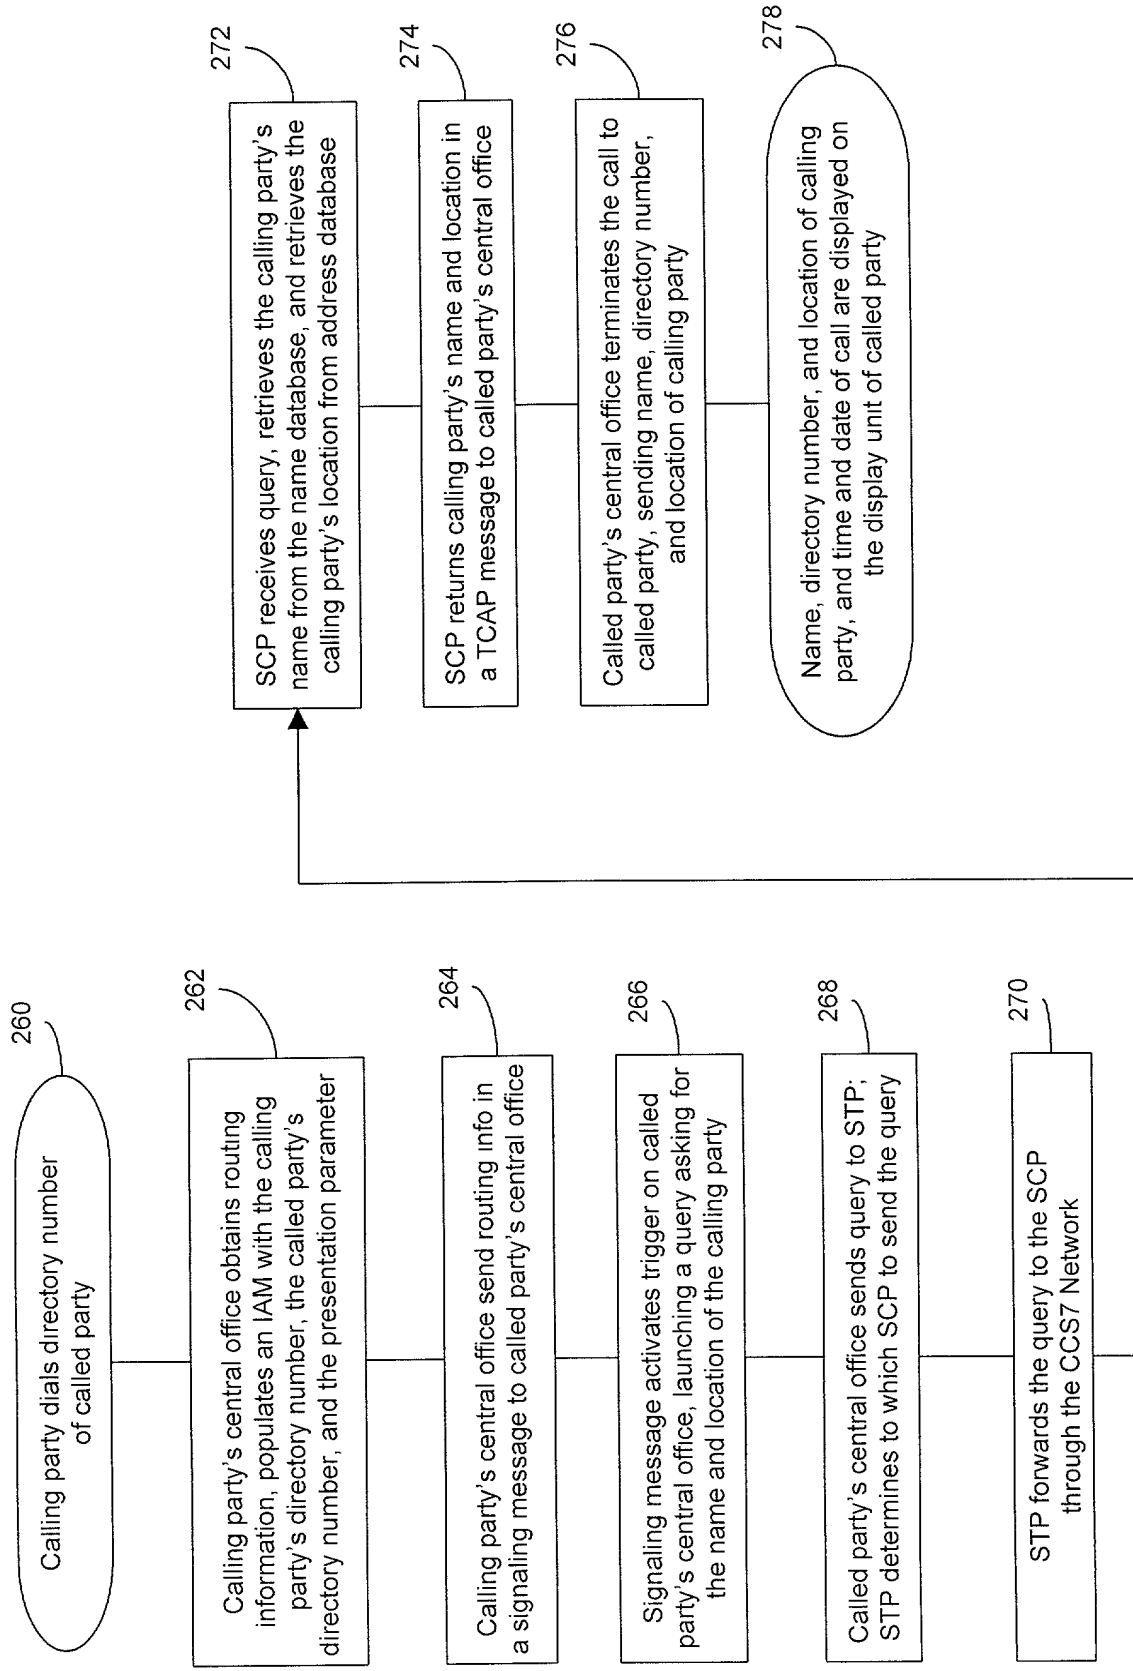 260
Calling party dials directory number
of called party
262
Calling party's central office obtains routing
information, populates an IAM with the calling
party's directory number, the called party's
directory number, and the presentation parameter
264
Calling party's central office send routing info in
a signaling message to called party's central office
266
Signaling message activates trigger on called
party's central office, launching a query asking for
the name and location of the calling party
268
Called party's central office sends query to STP;
STP determines to which SCP to send the query
270
STP forwards the query to the SCP
through the CCS7 Network
272
SCP receives query, retrieves the calling party's
name from the name database, and retrieves the
calling party's location from address database
274
SCP returns calling party's name and location in
a TCAP message to called party's central office
276
Called party's central office terminates the call to
called party, sending name, directory number,
and location of calling party
278
Name, directory number, and location of calling
party, and time and date of call are displayed on
the display unit of called party